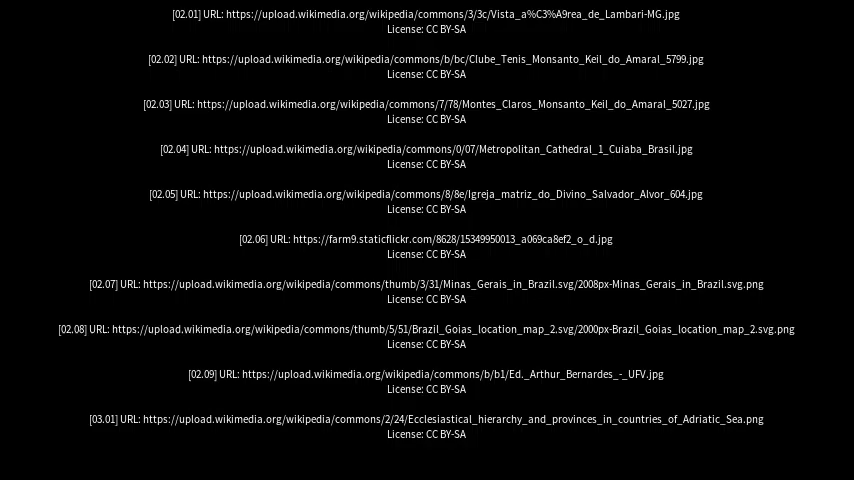 [02.01] URL: https://upload.wikimedia.org/wikipedia/commons/3/3c/Vista_a%C3%A9rea_de_Lambari-MG.jpg
License: CC BY-SA
[02.02] URL: https://upload.wikimedia.org/wikipedia/commons/b/bc/Clube_Tenis_Monsanto_Keil_do_Amaral_5799.jpg
License: CC BY-SA
[02.03] URL: https://upload.wikimedia.org/wikipedia/commons/7/78/Montes_Claros_Monsanto_Keil_do_Amaral_5027.jpg
License: CC BY-SA
[02.04] URL: https://upload.wikimedia.org/wikipedia/commons/0/07/Metropolitan_Cathedral_1_Cuiaba_Brasil.jpg
License: CC BY-SA
[02.05] URL: https://upload.wikimedia.org/wikipedia/commons/8/8e/Igreja_matriz_do_Divino_Salvador_Alvor_604.jpg
License: CC BY-SA
[02.06] URL: https://farm9.staticflickr.com/8628/15349950013_a069ca8ef2_o_d.jpg
License: CC BY-SA
[02.07] URL: https://upload.wikimedia.org/wikipedia/commons/thumb/3/31/Minas_Gerais_in_Brazil.svg/2008px-Minas_Gerais_in_Brazil.svg.png
License: CC BY-SA
[02.08] URL: https://upload.wikimedia.org/wikipedia/commons/thumb/5/51/Brazil_Goias_location_map_2.svg/2000px-Brazil_Goias_location_map_2.svg.png
License: CC BY-SA
[02.09] URL: https://upload.wikimedia.org/wikipedia/commons/b/b1/Ed._Arthur_Bernardes_-_UFV.jpg
License: CC BY-SA
[03.01] URL: https://upload.wikimedia.org/wikipedia/commons/2/24/Ecclesiastical_hierarchy_and_provinces_in_countries_of_Adriatic_Sea.png
License: CC BY-SA